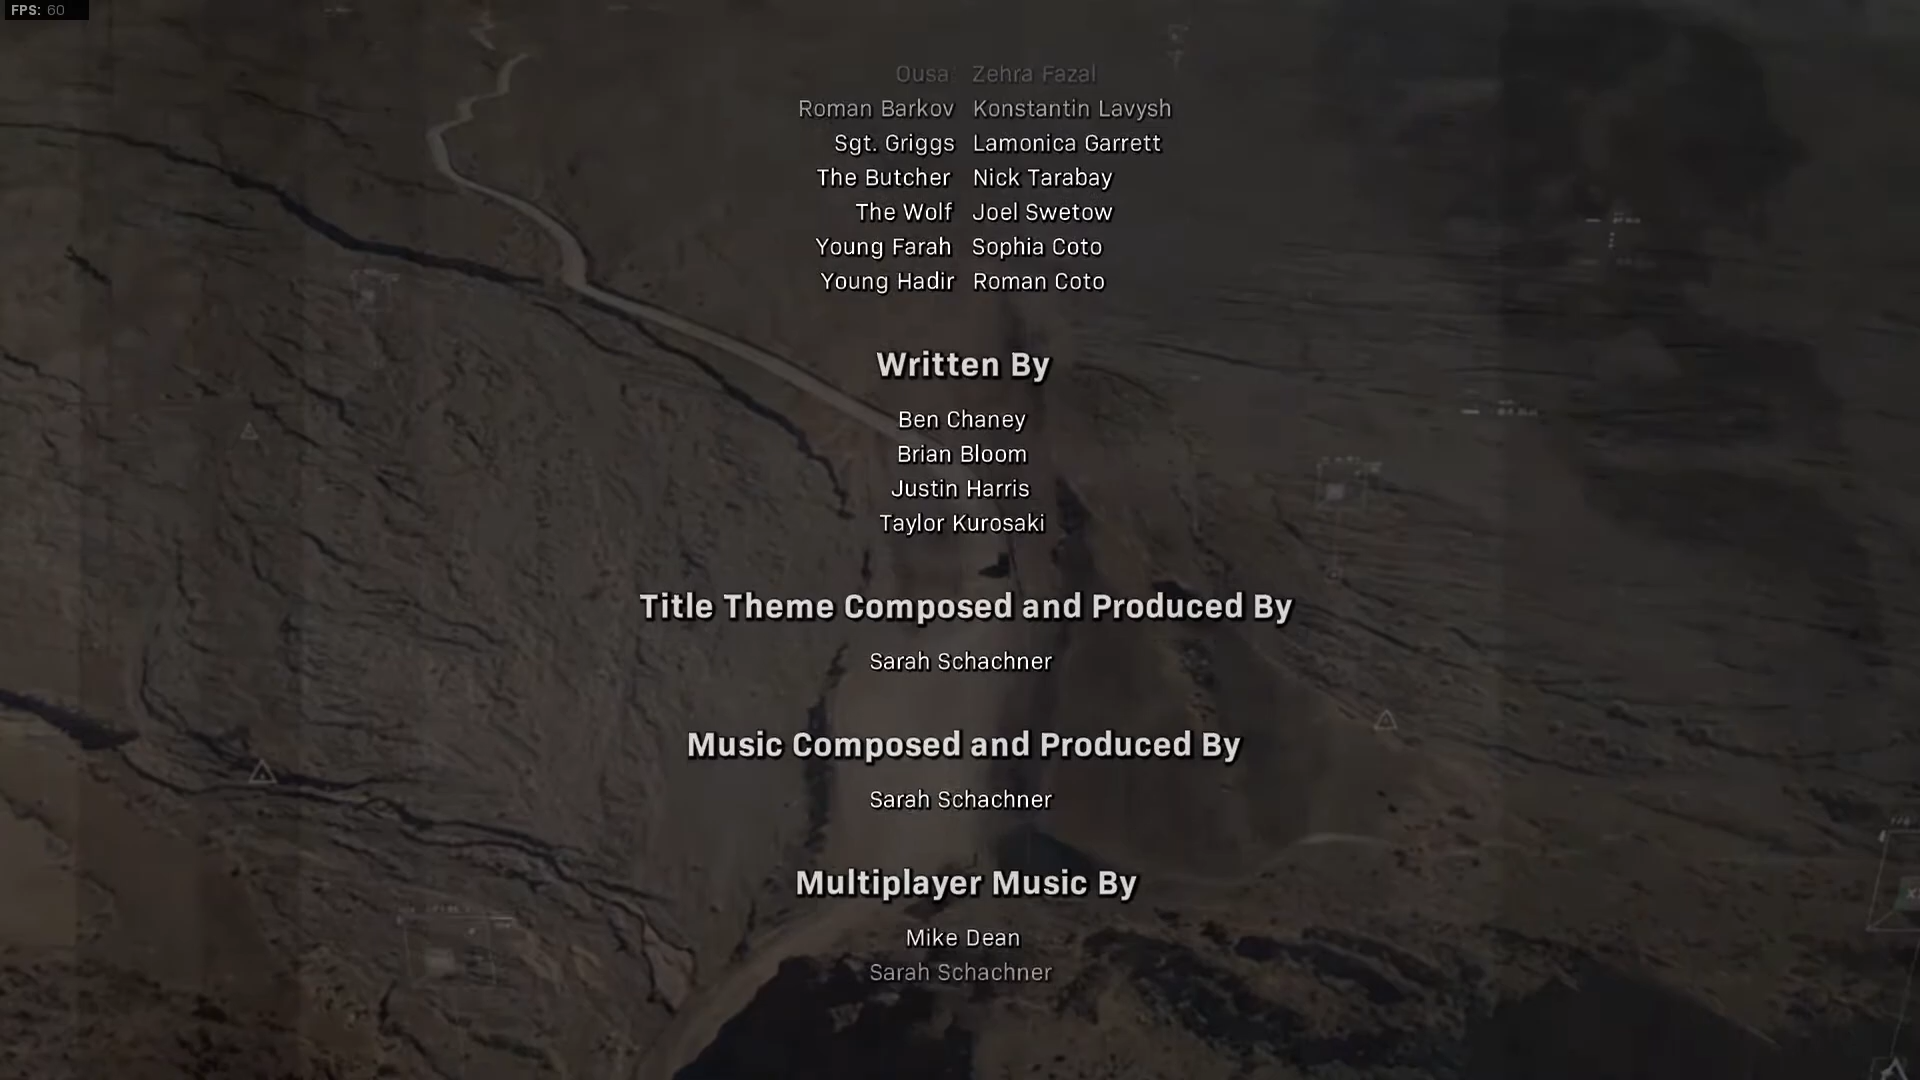 FPS: 60
Ousa Zehra Fazal
Roman Barkov Konstantin Lavysh
Sgt. Griggs Lamonica Garrett
The Butcher Nick Tarabay
The Wolf Joel Swetow
Young Farah Sophia Coto
Young Hadir Roman Coto
Written By
Ben Chaney
Brian Bloom
Justin Harris
Taylor Kurosaki
Title Theme Composed and Produced By
Sarah Schachner
Music Composed and Produced By
Sarah Schachner
Multiplayer Music By
Mike Dean
Sarah Schachner